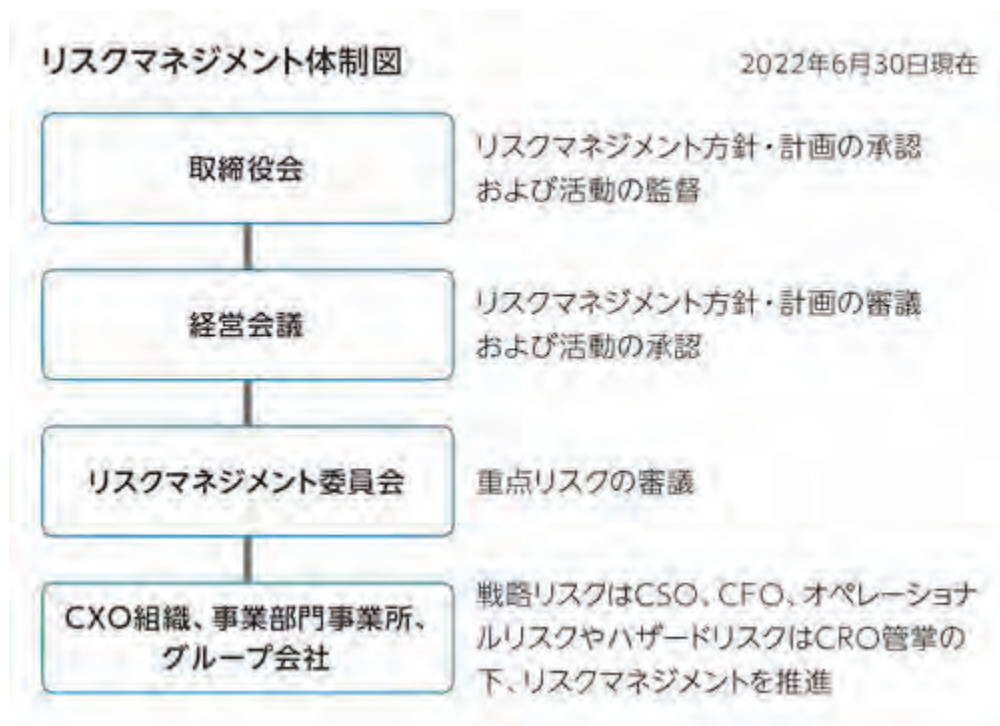 リスクマネジメント体制図
2022年6月30日現在
取締役会
リスクマネジメント方針・計画の承認
および活動の監督
経営会議
リスクマネジメント方針・計画の審議
および活動の承認
リスクマネジメント委員会
重点リスクの審議
CXO組織、事業部門事業所、
グループ会社
戦略リスクはCSO、CFO、オペレーショナ
ルリスクやハザードリスクはCRO管掌の
下、リスクマネジメントを推進